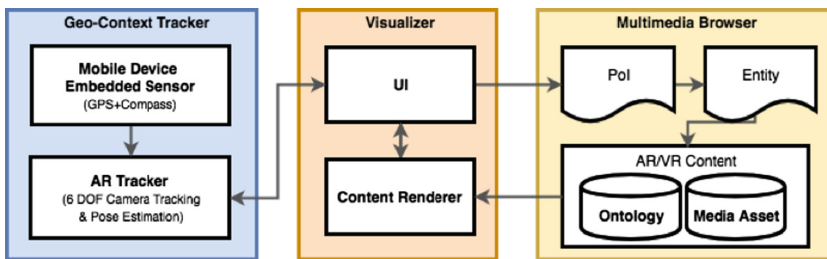 Geo-Context Tracker
Mobile Device
Embedded Sensor
(GPS+Compass)
AR Tracker
(6 DOF Camera Tracking
& Pose Estimation)
Visualizer
UI
Content Renderer
Multimedia Browser
PoI
Entity
AR/VR Content
Ontology
Media Asset